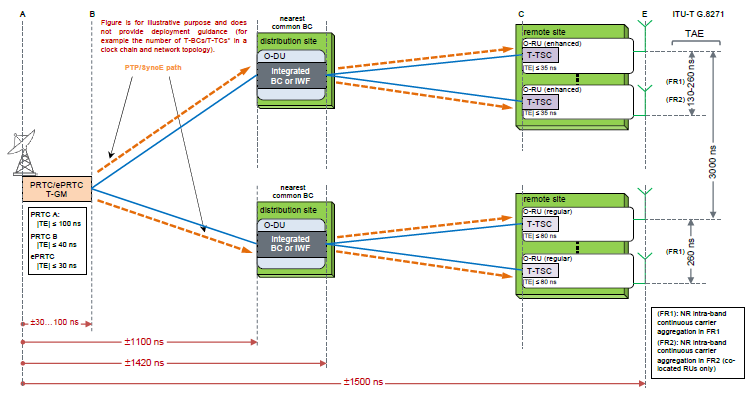 A
B
C
E
ITU-T G.8271
TAE
Figure is for illustrative purpose and does
not provide deployment guidance (for
example the number of T-BCs/T-TCs* in a
clock chain and network topology).
PTP/SyncE path
nearest
common BC
distribution site
O-DU
Integrated
BC or IWF
remote site
O-RU (enhanced)
T-TSC
|TE| ≤ 35 ns
O-RU (enhanced)
T-TSC
|TE| ≤ 35 ns
(FR1)
(FR2)
130-260 ns
3000 ns
PRTC/ePRTC
T-GM
PRTC A:
|TE| ≤ 100 ns
PRTC B
|TE| ≤ 40 ns
ePRTC
|TE| ≤ 30 ns
nearest
common BC
distribution site
O-DU
Integrated
BC or IWF
remote site
O-RU (regular)
T-TSC
|TE| ≤ 80 ns
O-RU (regular)
T-TSC
|TE| ≤ 80 ns
(FR1)
260 ns
±30…100 ns
±1100 ns
±1420 ns
±1500 ns
(FR1): NR intra-band
continuous carrier
aggregation in FR1
(FR2): NR intra-band
continuous carrier
aggregation in FR2 (co-
located RUs only)